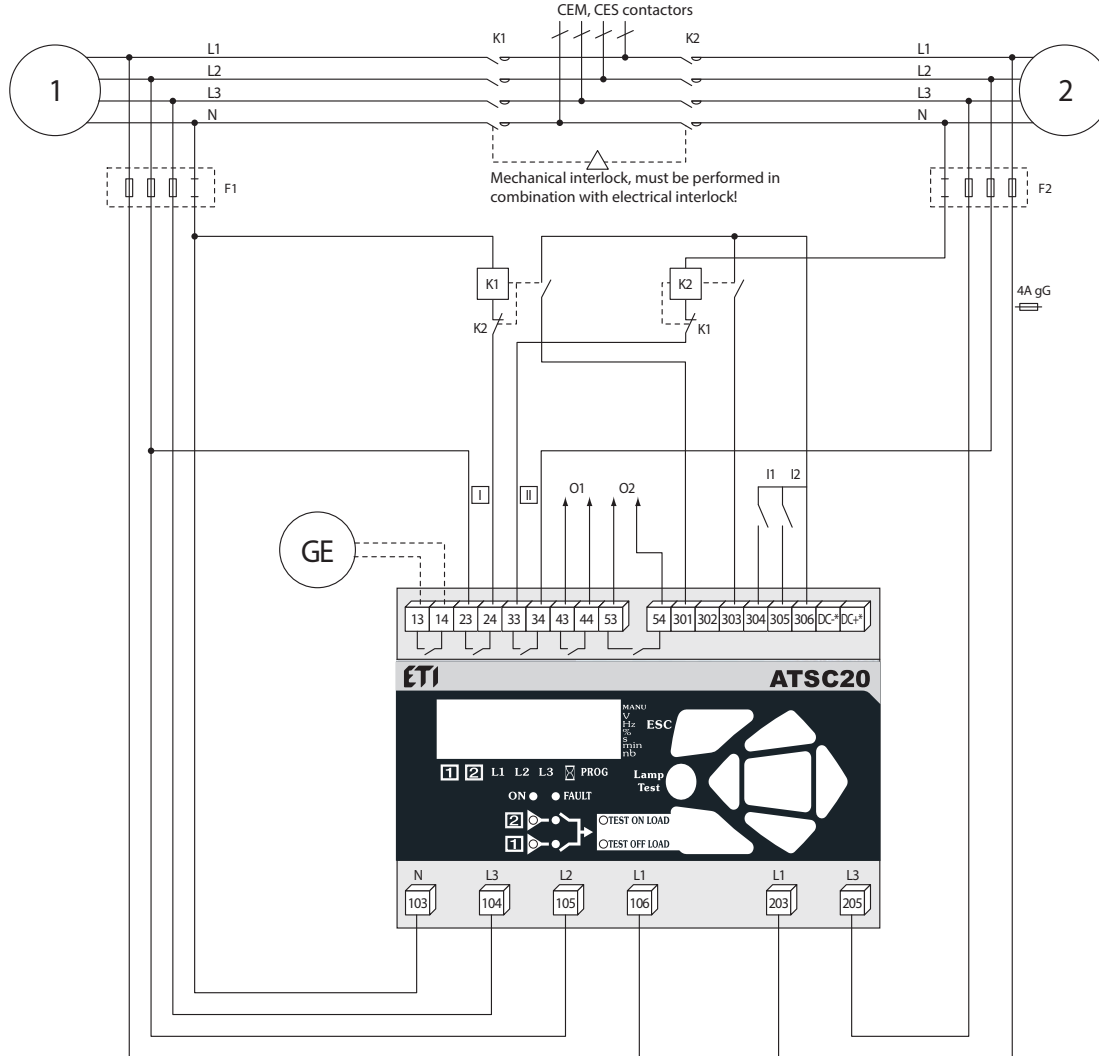 CEM, CES contactors
K1 K2
L1 L1
L2 L2
1 2
L3 L3
N N
Mechanical interlock, must be performed in
combination with electrical interlock!
F1 F2
K1 K2
4A gG
K2 K1
I1 I2
I II O1 O2
GE
13 14 23 24 33 34 43 44 53 54 301 302 303 304 305 306 DC-* DC+*
ETI ATSC20
MANU
V
Hz
%
s
min
nb
ESC
1 2 L1 L2 L3 PROG
Lamp
Test
ON FAULT
2 TEST ON LOAD
1 TEST OFF LOAD
N L3 L2 L1 L1 L3
103 104 105 106 203 205